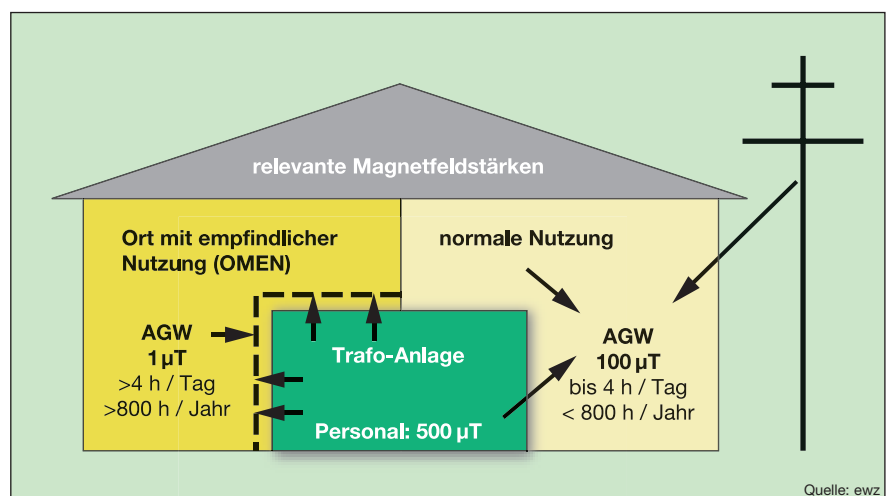 relevante Magnetfeldstärken
Ort mit empfindlicher
Nutzung (OMEN)
normale Nutzung
AGW
1 µT
>4 h / Tag
>800 h / Jahr
Trafo-Anlage
Personal: 500 µT
AGW
100 µT
bis 4 h / Tag
< 800 h / Jahr
Quelle: ewz